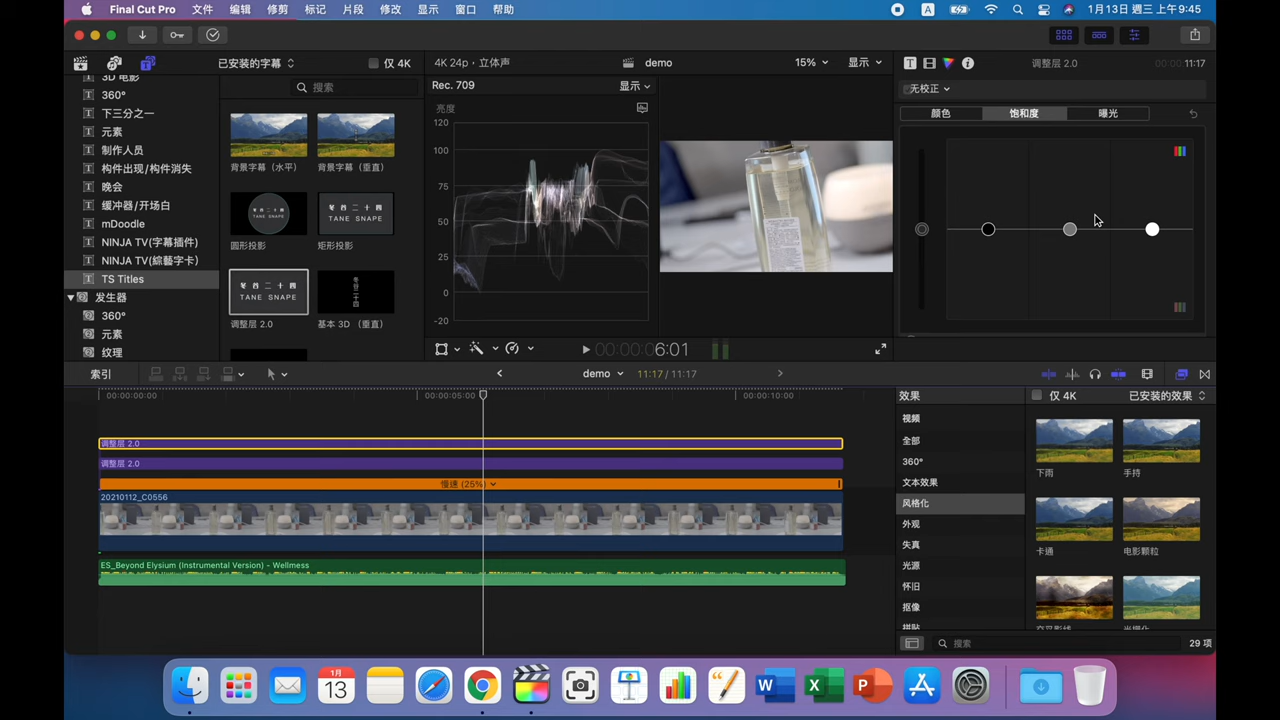 Final Cut Pro 文件 编辑 修剪 标记 片段 修改 显示 窗口 帮助
A
1月13日 週三 上午9:45
已安装的字幕
仅 4K
4K 24p，立体声
demo
15%
显示
调整层 2.0
11:17
3D 电影
360°
下三分之一
元素
制作人员
构件出现/构件消失
晚会
缓冲器/开场白
mDoodle
NINJA TV(字幕插件)
NINJA TV(綜藝字卡)
TS Titles
发生器
360°
元素
纹理
搜索
背景字幕（水平）
背景字幕（垂直）
TANE SNAPE
TANE SNAPE
圆形投影
矩形投影
TANE SNAPE
调整层 2.0
基本 3D （垂直）
Rec. 709
显示
亮度
120
100
75
50
25
0
-20
无校正
颜色
饱和度
曝光
6:01
索引
demo
11:17 / 11:17
00:00:00:00
00:00:05:00
00:00:10:00
调整层 2.0
调整层 2.0
慢速 (25%)
20210112_C0556
ES_Beyond Elysium (Instrumental Version) - Wellmess
效果
仅 4K
已安装的效果
视频
全部
360°
文本效果
风格化
外观
失真
光源
怀旧
抠像
下雨
手持
卡通
电影颗粒
搜索
29 项
1月
13
W
X
P